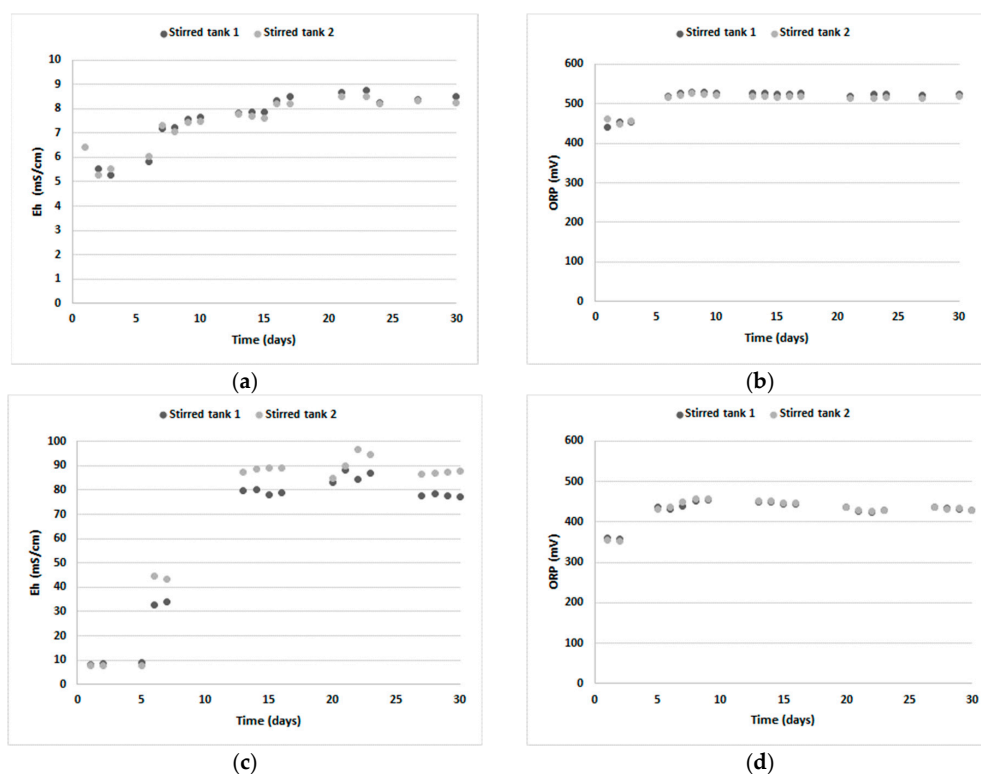 Stirred tank 1 Stirred tank 2
10
9
8
7
6
5
4
3
2
1
0
Eh (mS/cm)
0 5 10 15 20 25 30
Time (days)
(a)
Stirred tank 1 Stirred tank 2
600
500
400
300
200
100
0
ORP (mV)
0 5 10 15 20 25 30
Time (days)
(b)
Stirred tank 1 Stirred tank 2
100
90
80
70
60
50
40
30
20
10
0
Eh (mS/cm)
0 5 10 15 20 25 30
Time (days)
(c)
Stirred tank 1 Stirred tank 2
600
500
400
300
200
100
0
ORP (mV)
0 5 10 15 20 25 30
Time (days)
(d)